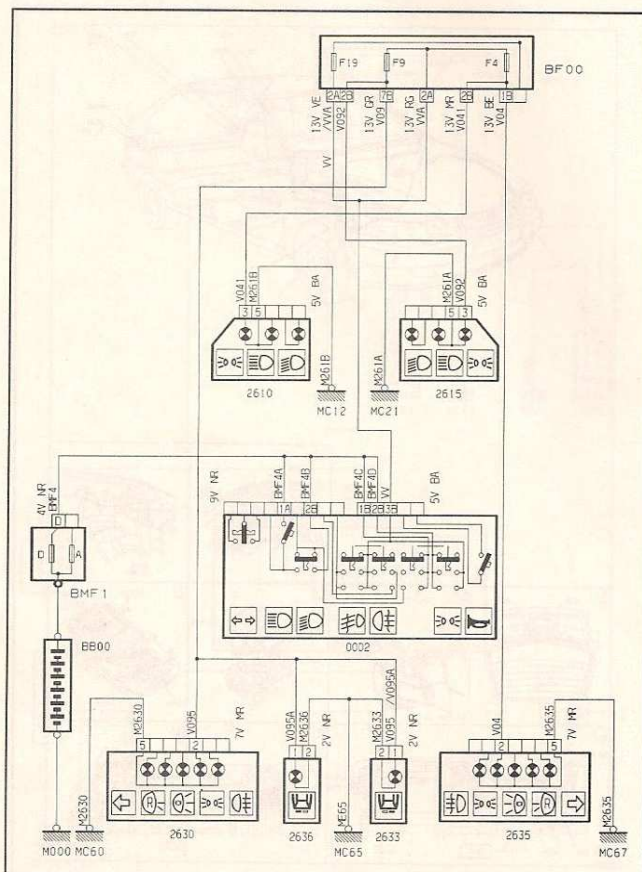 F19 F9 F4
BF00
2A 2B 7B 2A 2B 1B
13V VE
/VVA
V092
13V GR
V09
13V RG
VVA
13V MR
V041
13V BE
V04
VV
V041
M261B
5V BA
3 5
M261A
V092
5V BA
5 3
2610
M261B
MC12
M261A
MC21
2615
4V NR
BMF4
D
D A
BMF1
BB00
9V NR
BMF4A
BMF4B
BMF4C
BMF4D
VV
5V BA
1A 2B 1B 2B 3B
0002
M2630
V095
7V MR
5 2
R
2630
M2630
M000 MC60
V095A
M2636
2V NR
1 2
2636
ME65
MC65
M2633
V095
/V095A
2V NR
2 1
2633
V04
M2635
7V MR
2 5
R
2635
M2635
MC67